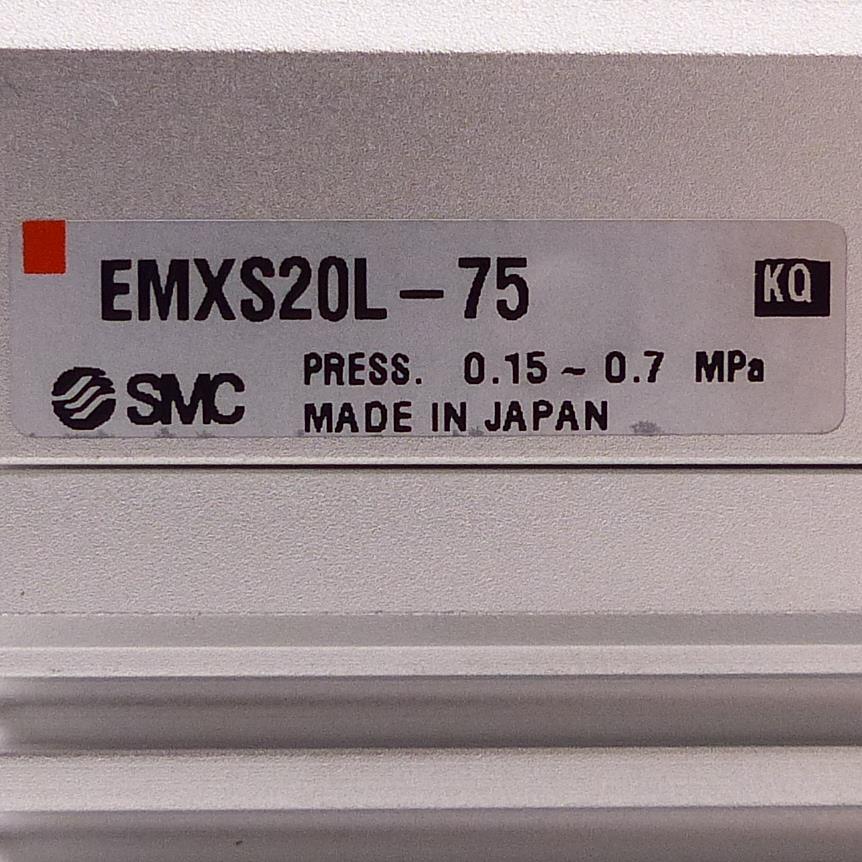 EMXS20L-75
KQ
SMC
PRESS. 0.15~0.7 MPa
MADE IN JAPAN